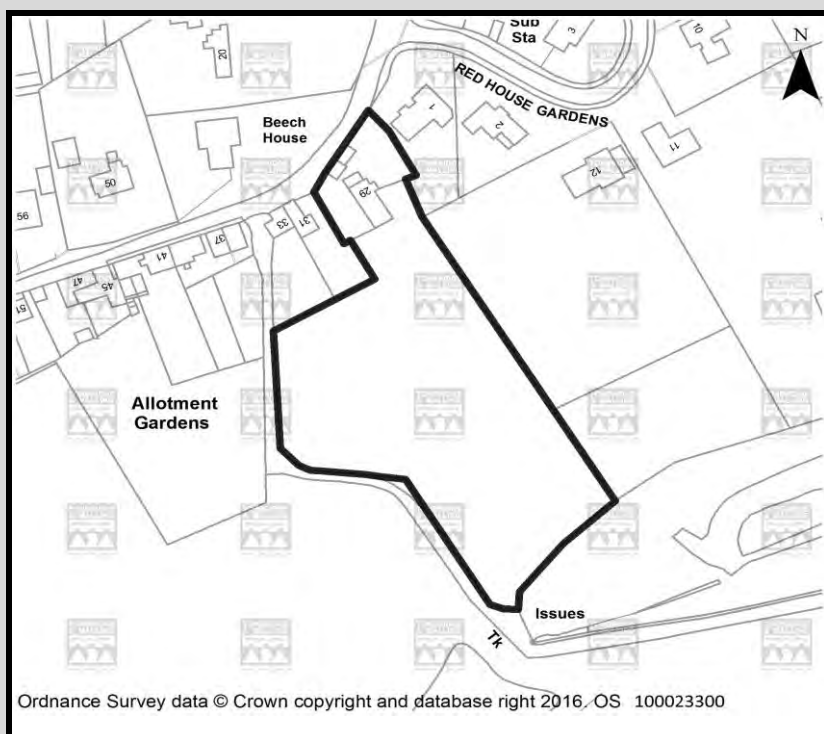 Sub
Sta
3
10
N
20
RED HOUSE GARDENS
1
2
Beech
House
11
12
50
29
56
33
31
37
41
47
45
51
Allotment
Gardens
Issues
Tk
Ordnance Survey data © Crown copyright and database right 2016. OS 100023300